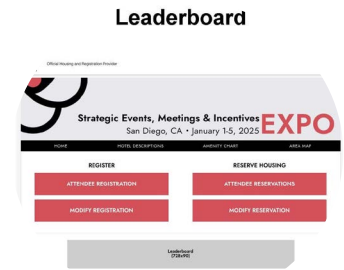 Leaderboard
Official Housing and Registration Provider
Strategic Events, Meetings & Incentives EXPO
San Diego, CA • January 1-5, 2025
HOME HOTEL DESCRIPTIONS AMENITY CHART AREA MAP
REGISTER RESERVE HOUSING
ATTENDEE REGISTRATION ATTENDEE RESERVATIONS
MODIFY REGISTRATION MODIFY RESERVATION
Leaderboard
(728x90)